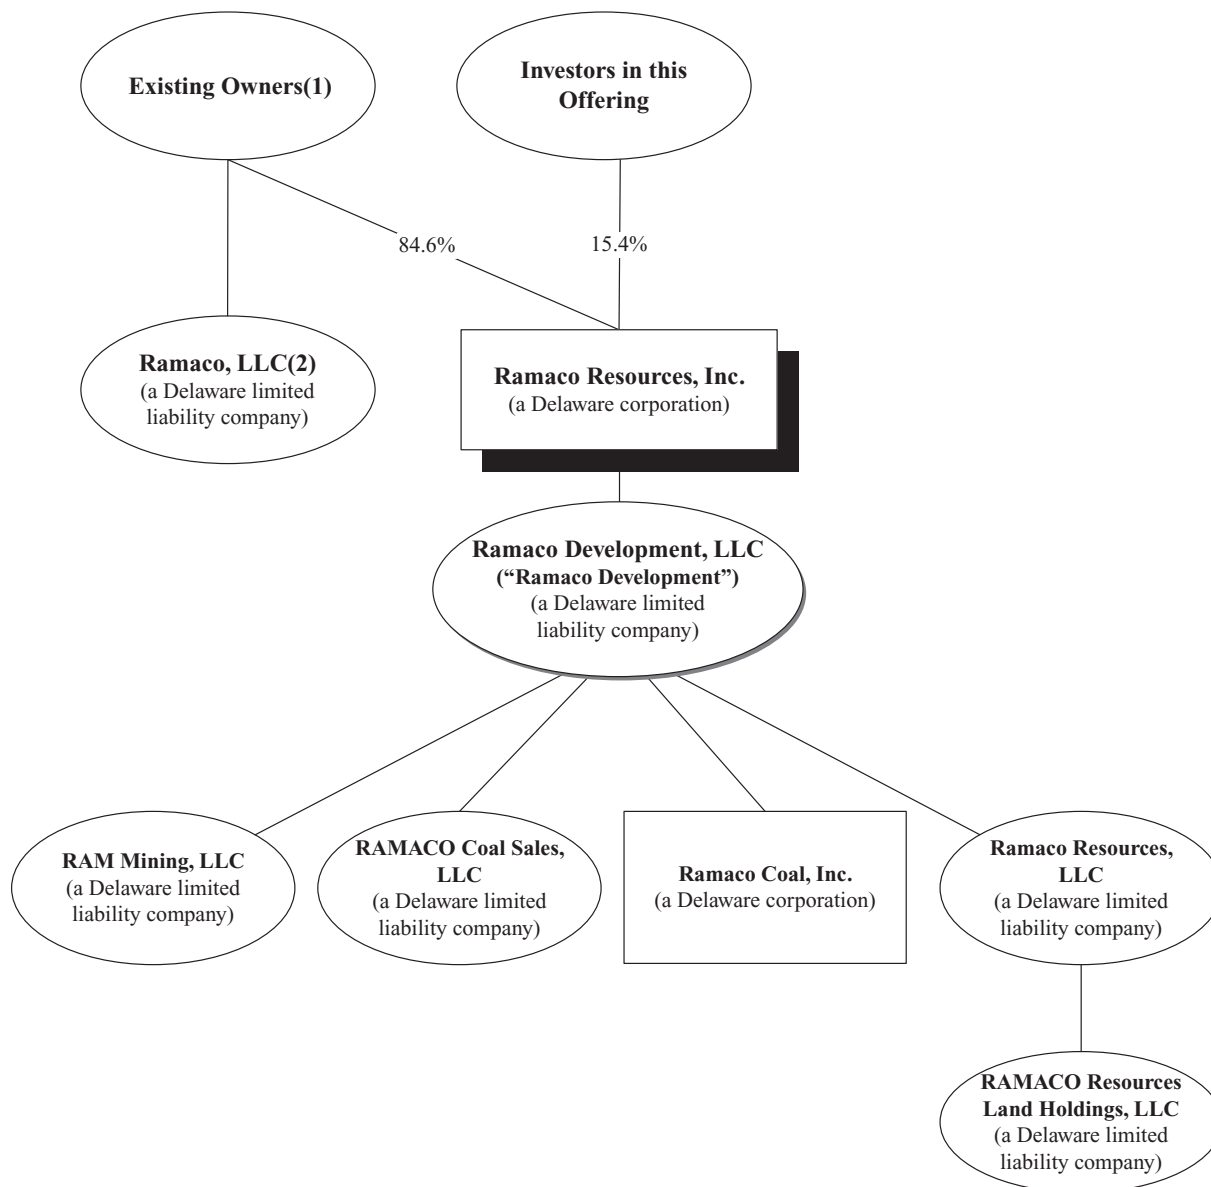 Existing Owners(1)
Investors in this
Offering
84.6%
15.4%
Ramaco, LLC(2)
(a Delaware limited
liability company)
Ramaco Resources, Inc.
(a Delaware corporation)
Ramaco Development, LLC
(“Ramaco Development”)
(a Delaware limited
liability company)
RAM Mining, LLC
(a Delaware limited
liability company)
RAMACO Coal Sales,
LLC
(a Delaware limited
liability company)
Ramaco Coal, Inc.
(a Delaware corporation)
Ramaco Resources,
LLC
(a Delaware limited
liability company)
RAMACO Resources
Land Holdings, LLC
(a Delaware limited
liability company)